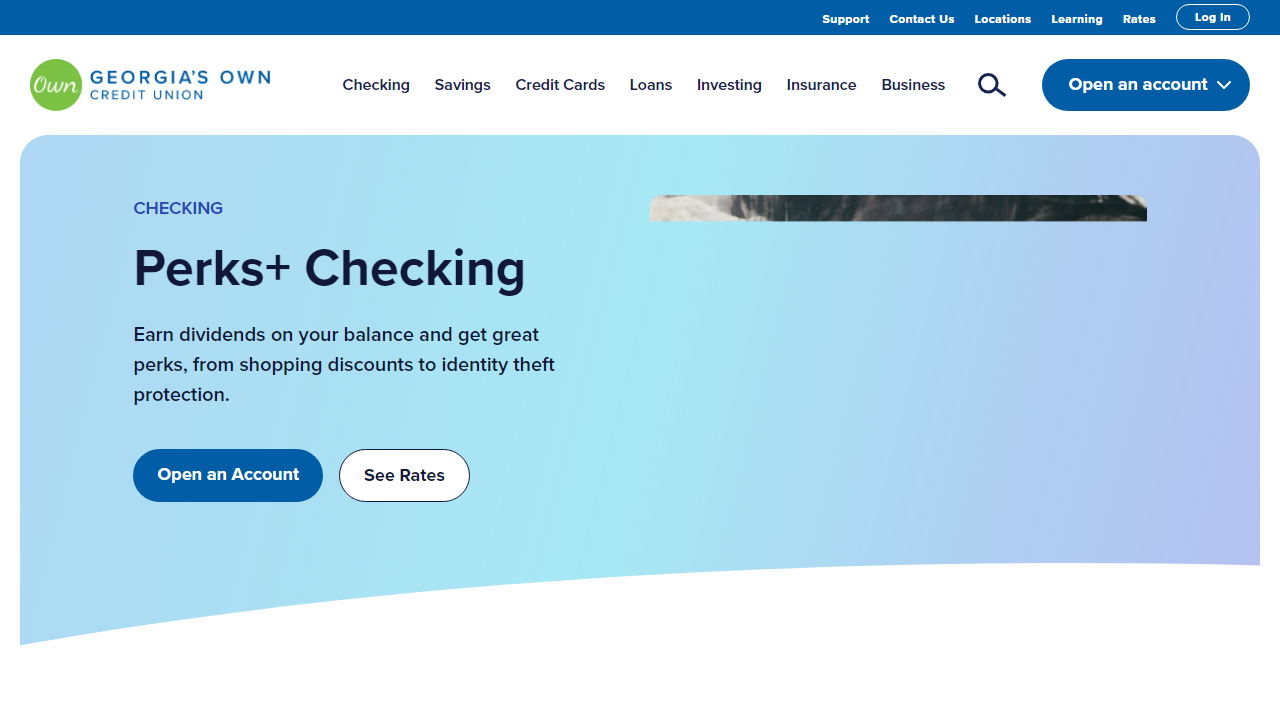 Support Contact Us Locations Learning Rates Log In
Own GEORGIA'S OWN
CREDIT UNION
Checking Savings Credit Cards Loans Investing Insurance Business Open an account
CHECKING
Perks+ Checking
Earn dividends on your balance and get great
perks, from shopping discounts to identity theft
protection.
Open an Account See Rates